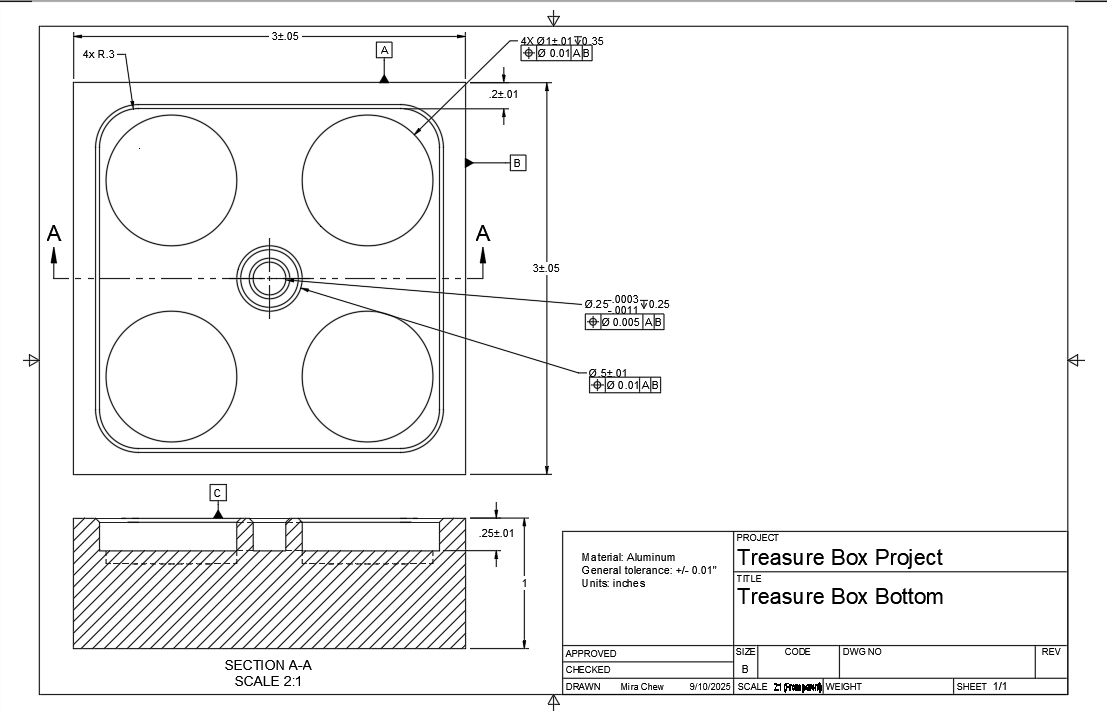 3±.05
4x R.3
A
4X Ø1±.01↧0.35
⌖ Ø 0.01 A B
.2±.01
B
A A
3±.05
Ø.25 -.0003 -.0011 ↧0.25
⌖ Ø 0.005 A B
Ø.5±.01
⌖ Ø 0.01 A B
C
.25±.01
1
SECTION A-A
SCALE 2:1
Material: Aluminum
General tolerance: +/- 0.01"
Units: inches
PROJECT
Treasure Box Project
TITLE
Treasure Box Bottom
APPROVED
CHECKED
SIZE CODE DWG NO REV
B
DRAWN Mira Chew 9/10/2025 SCALE 2:1 WEIGHT SHEET 1/1